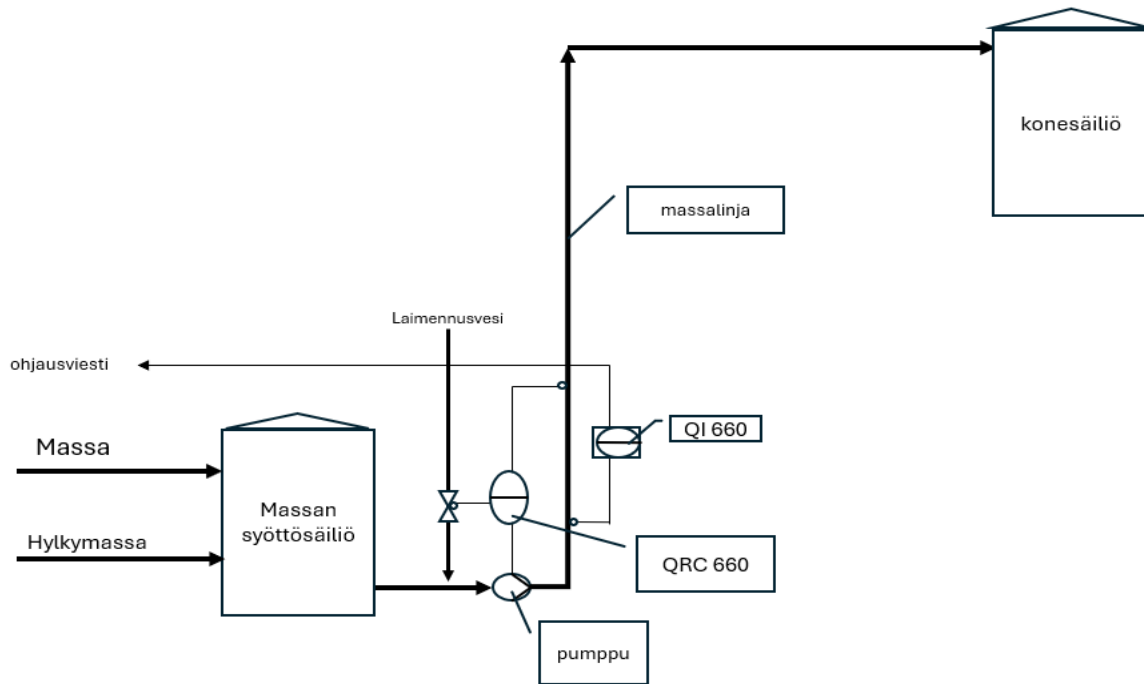 konesäiliö
massalinja
Laimennusvesi
ohjausviesti
QI 660
Massa
Massan
syöttösäiliö
Hylkymassa
QRC 660
pumppu